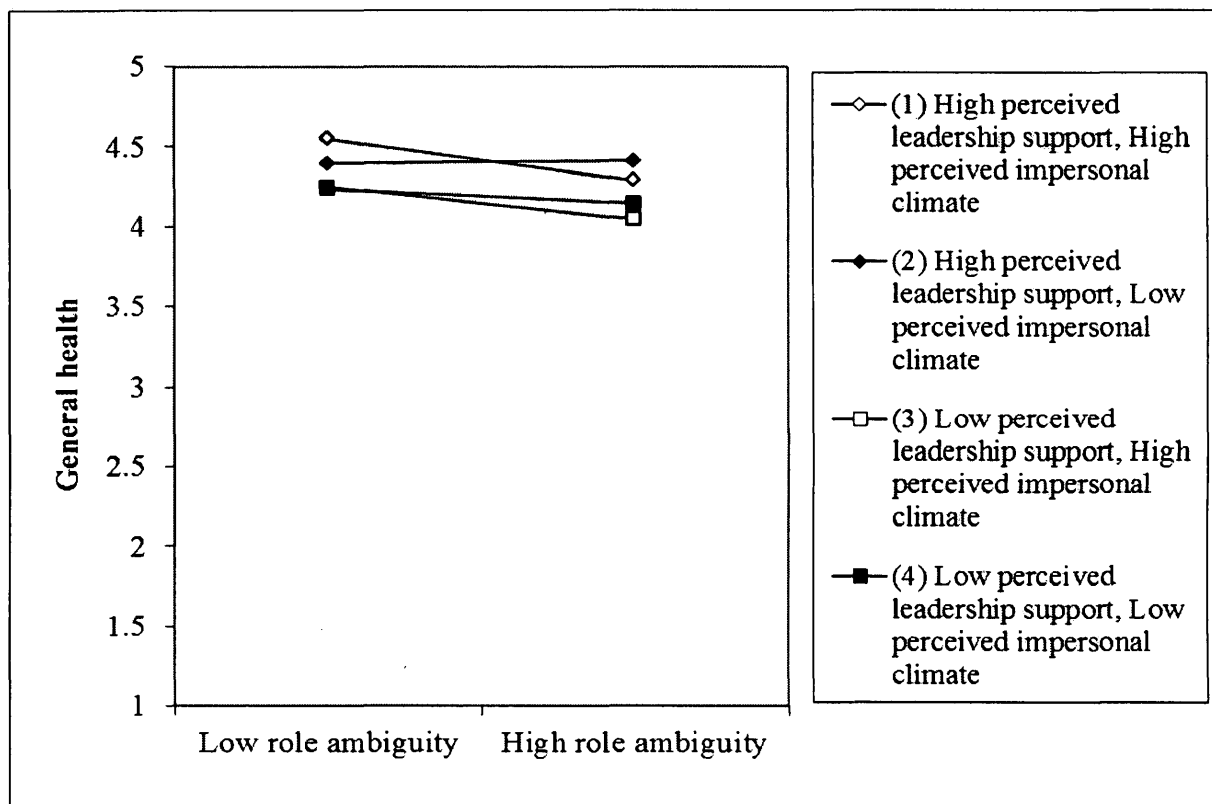 5
4.5
4
3.5
3
2.5
2
1.5
1
General health
Low role ambiguity
High role ambiguity
(1) High perceived
leadership support, High
perceived impersonal
climate
(2) High perceived
leadership support, Low
perceived impersonal
climate
(3) Low perceived
leadership support, High
perceived impersonal
climate
(4) Low perceived
leadership support, Low
perceived impersonal
climate